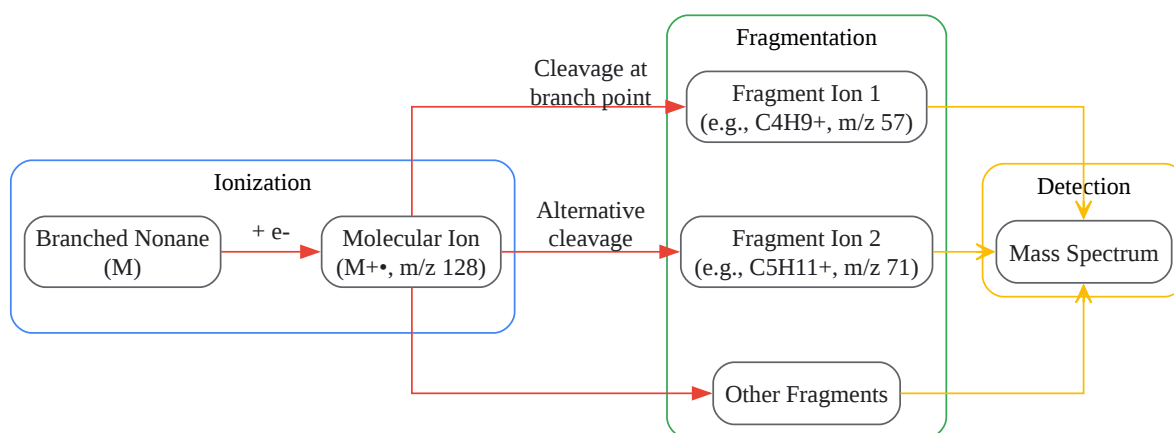 Fragmentation
Cleavage at
branch point
Fragment Ion 1
(e.g., C4H9+, m/z 57)
Ionization
Detection
Branched Nonane
(M)
+ e-
Molecular Ion
(M+•, m/z 128)
Alternative
cleavage
Fragment Ion 2
(e.g., C5H11+, m/z 71)
Mass Spectrum
Other Fragments